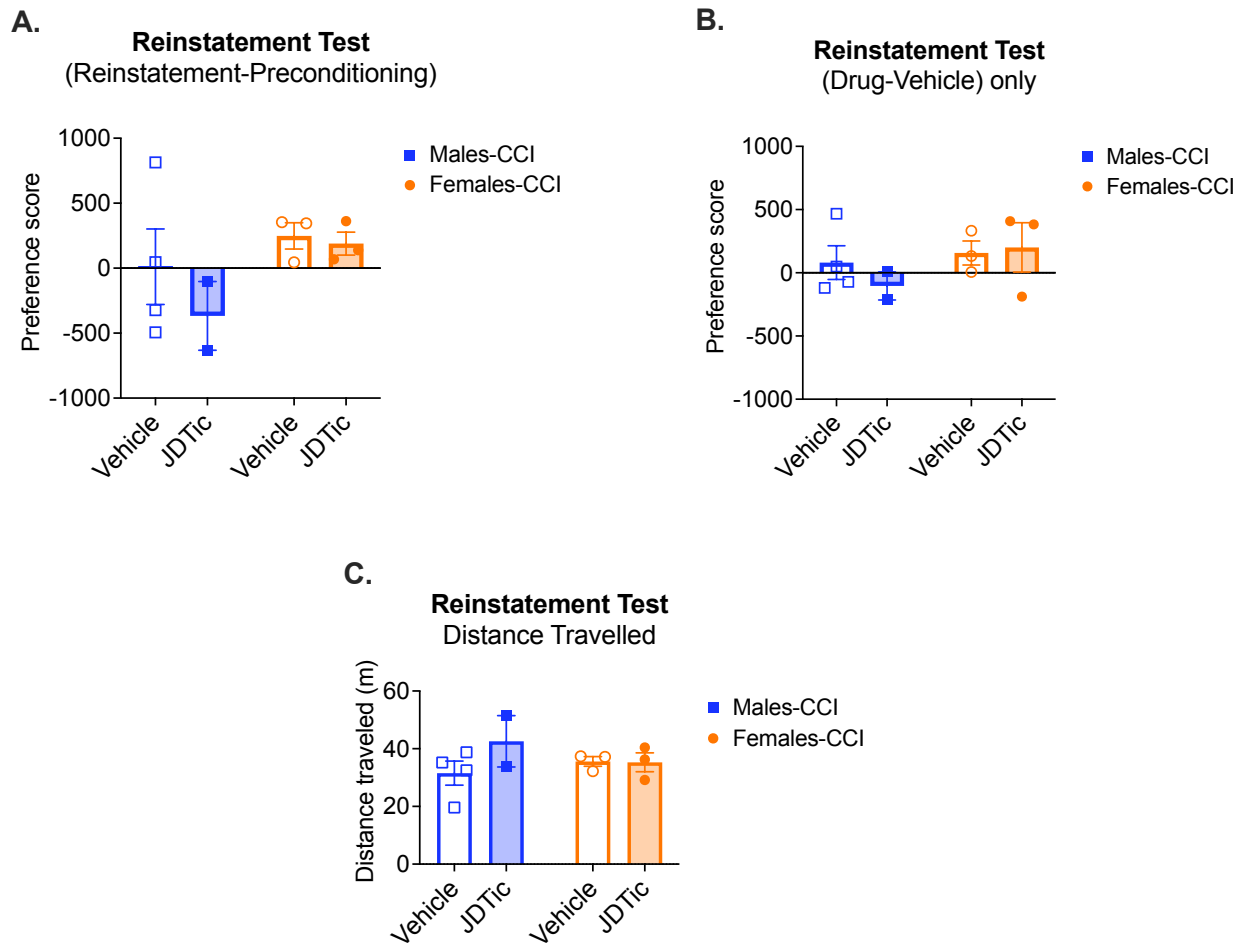 A.
Reinstatement Test
(Reinstatement-Preconditioning)
Preference score
1000
500
0
-500
-1000
Vehicle
JDTic
Vehicle
JDTic
Males-CCI
Females-CCI
B.
Reinstatement Test
(Drug-Vehicle) only
Preference score
1000
500
0
-500
-1000
Vehicle
JDTic
Vehicle
JDTic
Males-CCI
Females-CCI
C.
Reinstatement Test
Distance Travelled
Distance traveled (m)
60
40
20
0
Vehicle
JDTic
Vehicle
JDTic
Males-CCI
Females-CCI